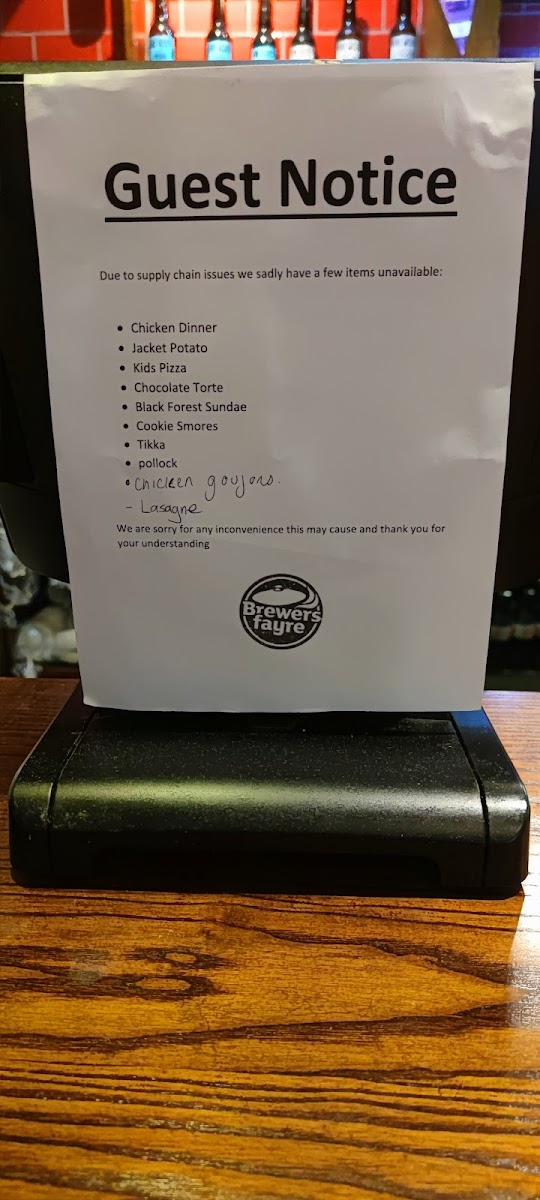 Guest Notice
Due to supply chain issues we sadly have a few items unavailable:
• Chicken Dinner
• Jacket Potato
• Kids Pizza
• Chocolate Torte
• Black Forest Sundae
• Cookie Smores
• Tikka
• pollock
• chicken goujons.
- Lasagne
We are sorry for any inconvenience this may cause and thank you for
your understanding
Brewers
fayre